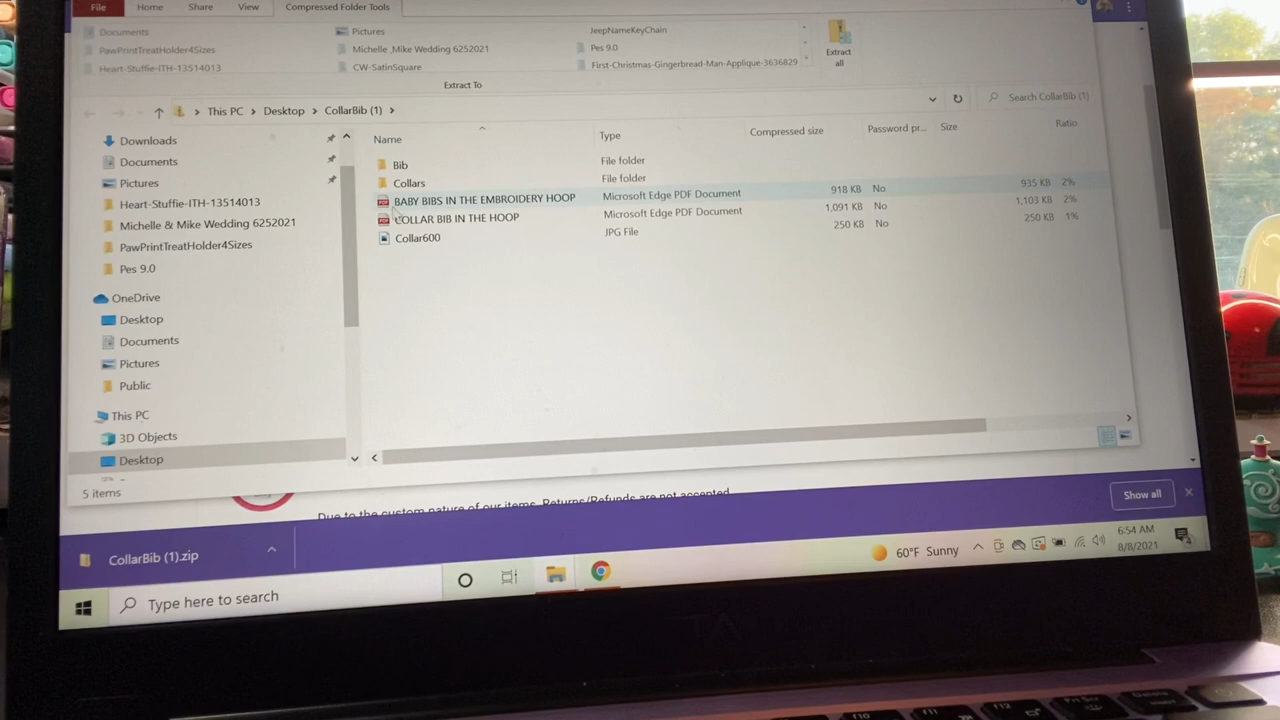 File Home Share View Compressed Folder Tools
Documents Pictures JeepNameKeyChain
PawPrintTreatHolder4Sizes Michelle_Mike Wedding 6252021 Pes 9.0
Heart-Stuffie-ITH-13514013 CW-SatinSquare First-Christmas-Gingerbread-Man-Applique-3636829
Extract
all
Extract To
This PC > Desktop > CollarBib (1) > Search CollarBib (1)
Name Type Compressed size Password pr... Size Ratio
Bib File folder
Collars File folder
BABY BIBS IN THE EMBROIDERY HOOP Microsoft Edge PDF Document 918 KB No 935 KB 2%
COLLAR BIB IN THE HOOP Microsoft Edge PDF Document 1,091 KB No 1,103 KB 2%
Collar600 JPG File 250 KB No 250 KB 1%
Downloads
Documents
Pictures
Heart-Stuffie-ITH-13514013
Michelle & Mike Wedding 6252021
PawPrintTreatHolder4Sizes
Pes 9.0
OneDrive
Desktop
Documents
Pictures
Public
This PC
3D Objects
Desktop
5 items
Due to the custom nature of our items, Returns/Refunds are not accepted
CollarBib (1).zip
Show all
Type here to search
60°F Sunny
6:54 AM
8/8/2021
4
F10 F11 F12 Prt Scr Delete